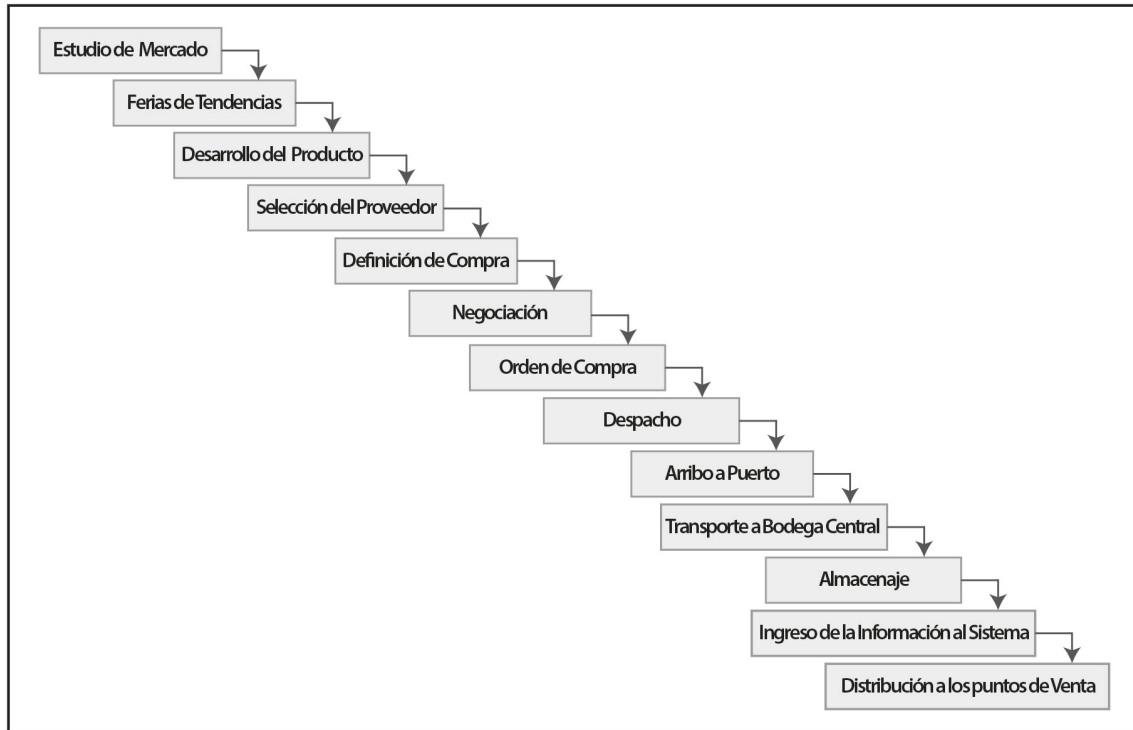 Estudio de Mercado
Ferias de Tendencias
Desarrollo del Producto
Selección del Proveedor
Definición de Compra
Negociación
Orden de Compra
Despacho
Arribo a Puerto
Transporte a Bodega Central
Almacenaje
Ingreso de la Información al Sistema
Distribución a los puntos de Venta